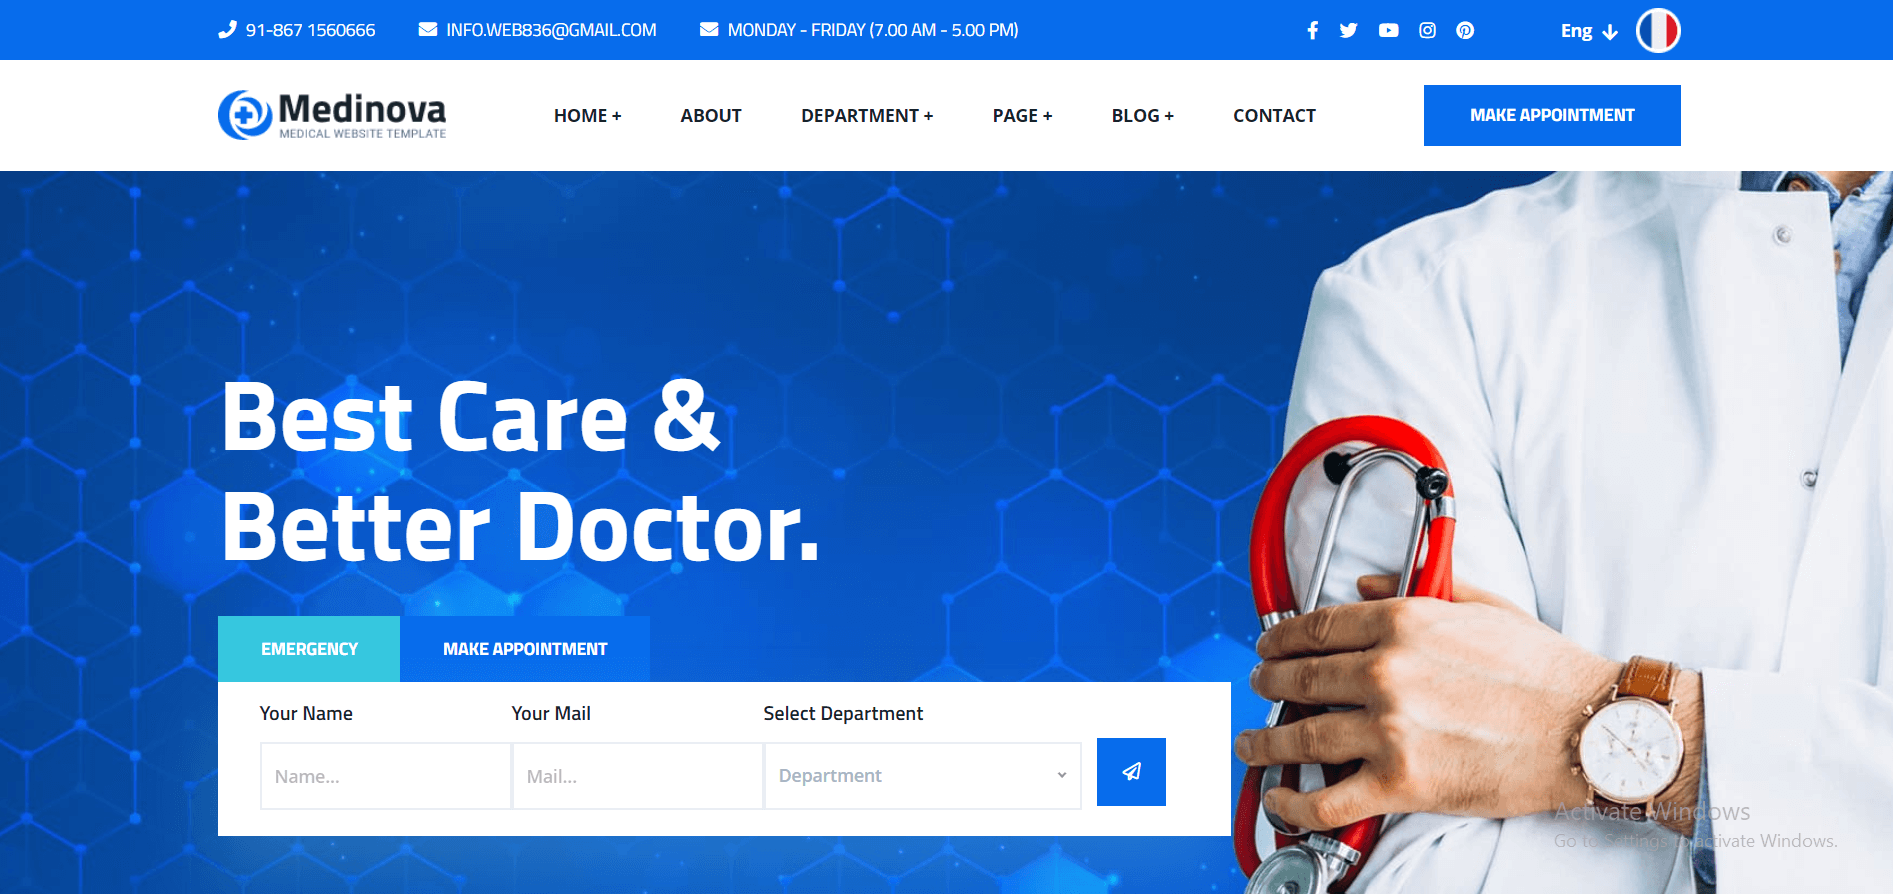 91-867 1560666 INFO.WEB836@GMAIL.COM MONDAY - FRIDAY (7.00 AM - 5.00 PM) Eng
Medinova
MEDICAL WEBSITE TEMPLATE
HOME + ABOUT DEPARTMENT + PAGE + BLOG + CONTACT MAKE APPOINTMENT
Best Care &
Better Doctor.
EMERGENCY MAKE APPOINTMENT
Your Name Your Mail Select Department
Name... Mail... Department
Activate Windows
Go to Settings to activate Windows.